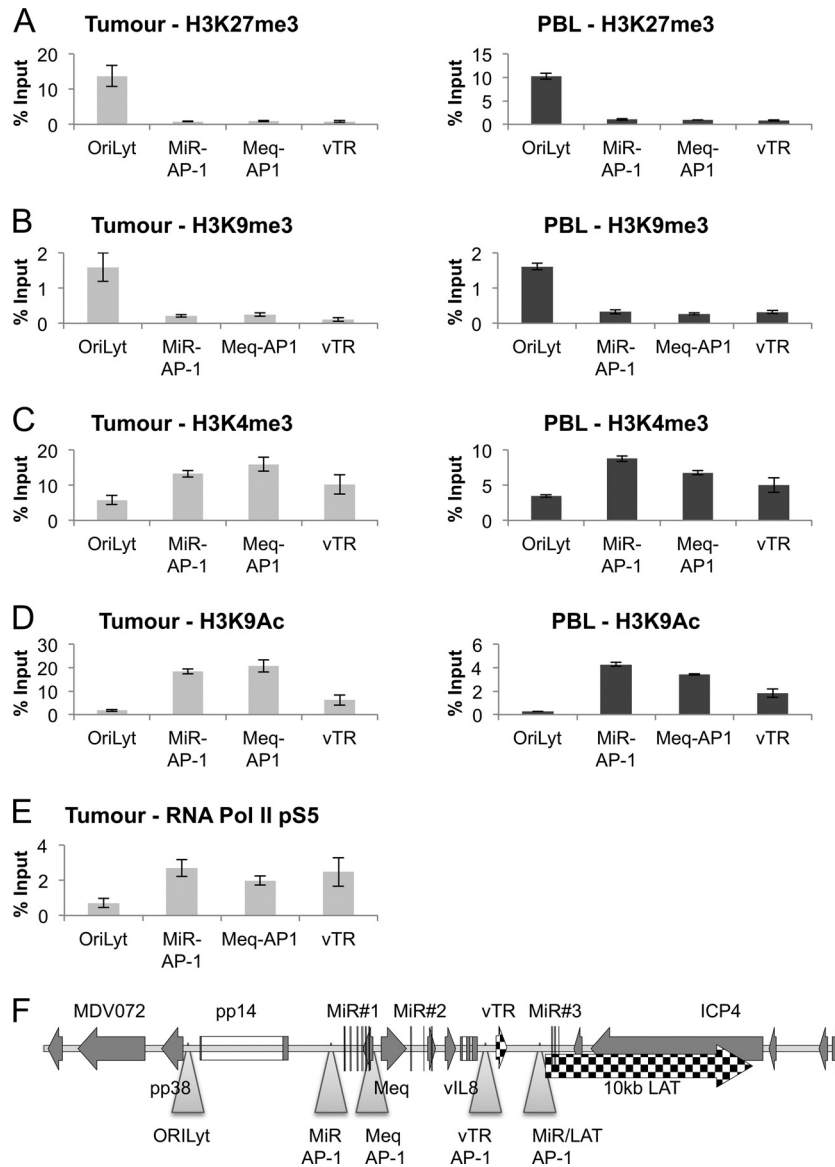 A
Tumour - H3K27me3
PBL - H3K27me3
% Input
20
10
0
OriLyt
MiR-
AP-1
Meq-
AP1
vTR
% Input
15
10
5
0
OriLyt
MiR-
AP-1
Meq-
AP1
vTR
B
Tumour - H3K9me3
PBL - H3K9me3
% Input
2
1
0
OriLyt
MiR-
AP-1
Meq-AP1
vTR
% Input
2
1
0
OriLyt
MiR-
AP-1
Meq-AP1
vTR
C
Tumour - H3K4me3
PBL - H3K4me3
% Input
20
10
0
OriLyt
MiR-
AP-1
Meq-
AP1
vTR
% Input
10
5
0
OriLyt
MiR-
AP-1
Meq-
AP1
vTR
D
Tumour - H3K9Ac
PBL - H3K9Ac
% Input
30
20
10
0
OriLyt
MiR-
AP-1
Meq-
AP1
vTR
% Input
6
4
2
0
OriLyt
MiR-
AP-1
Meq-AP1
vTR
E
Tumour - RNA Pol II pS5
% Input
4
2
0
OriLyt
MiR-
AP-1
Meq-AP1
vTR
F
MDV072
pp14
MiR#1
MiR#2
vTR
MiR#3
ICP4
pp38
Meq
vIL8
10kb LAT
ORILyt
MiR
AP-1
Meq
AP-1
vTR
AP-1
MiR/LAT
AP-1